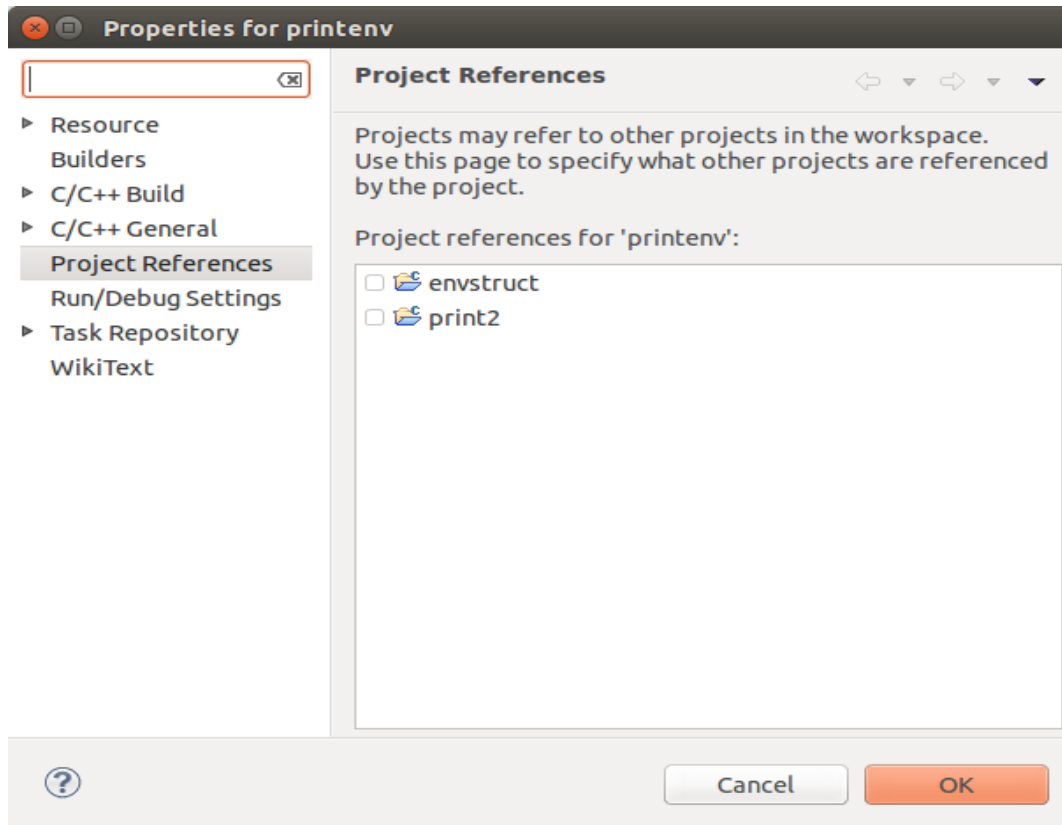 Properties for printenv
Project References
Resource
Builders
C/C++ Build
C/C++ General
Project References
Run/Debug Settings
Task Repository
WikiText
Projects may refer to other projects in the workspace.
Use this page to specify what other projects are referenced
by the project.
Project references for 'printenv':
envstruct
print2
Cancel
OK